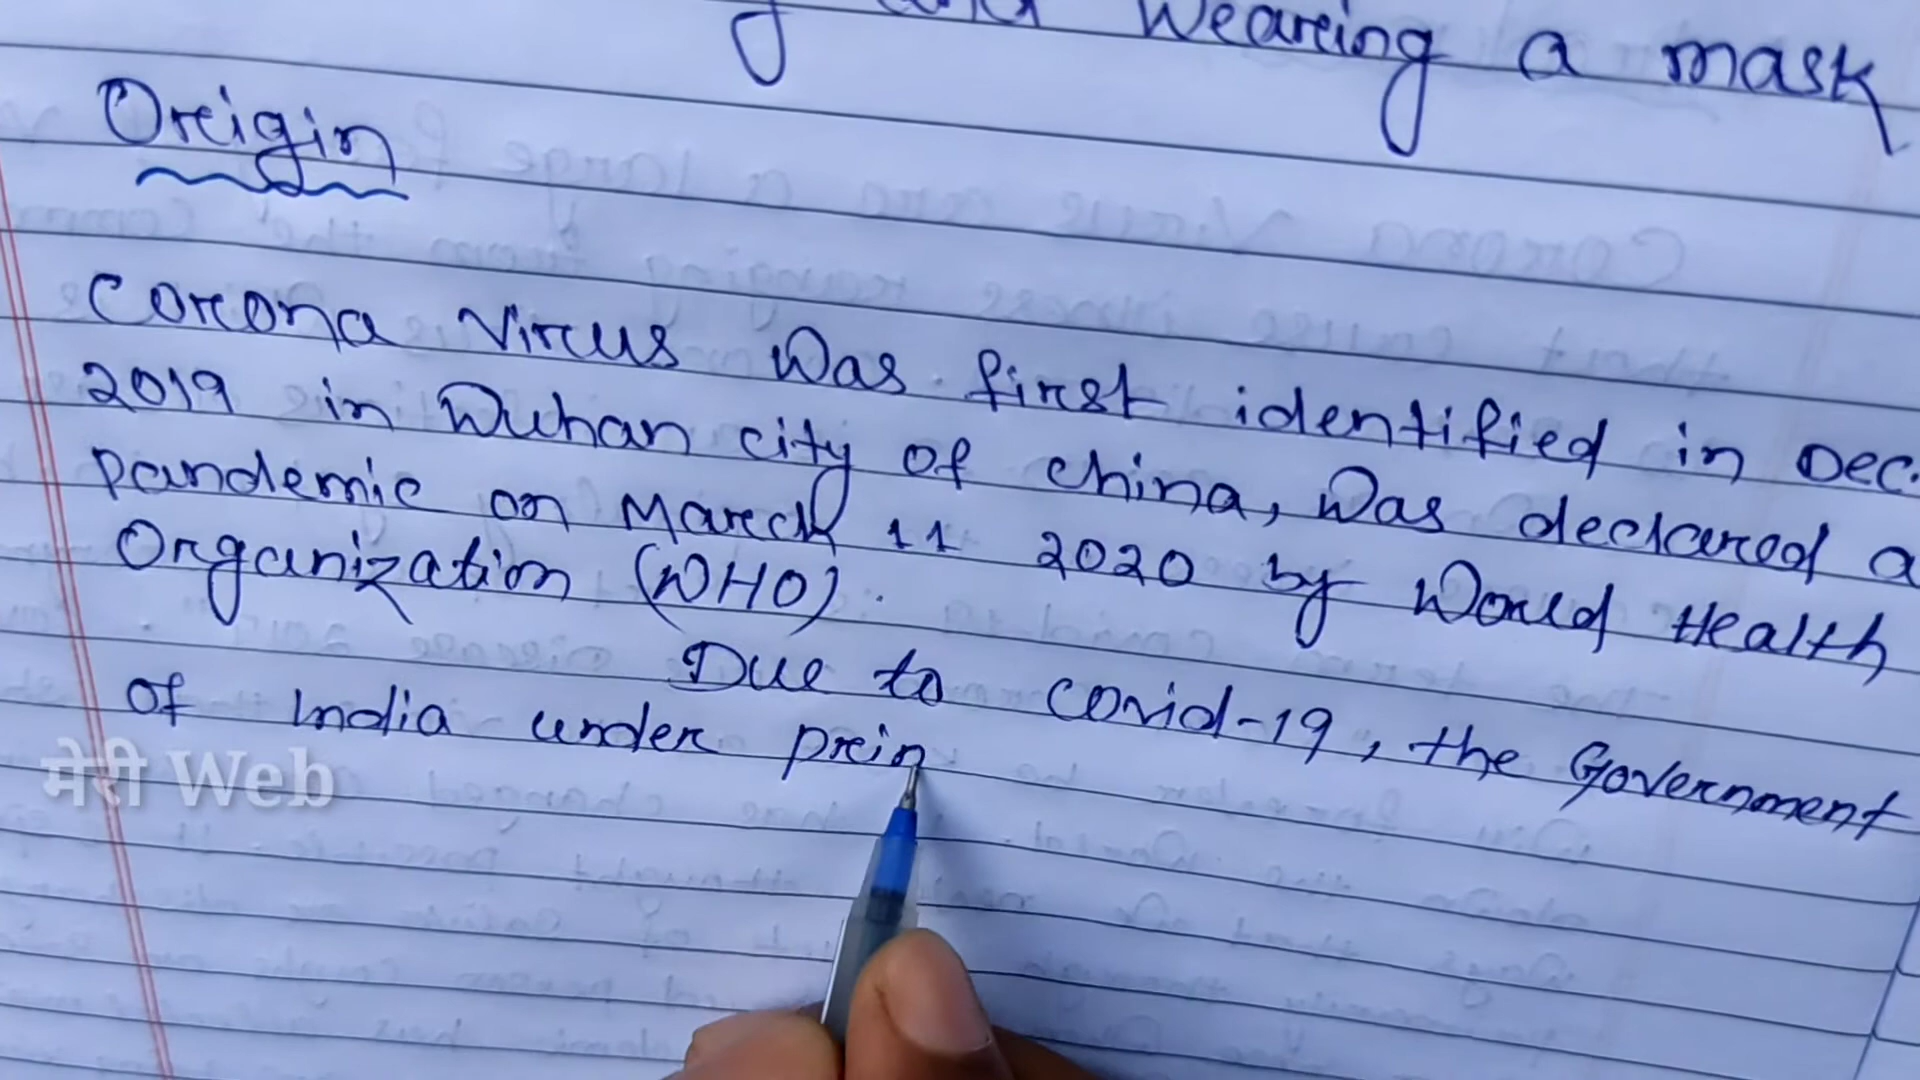 Wearing a mask
Origin
Corona Virus was first identified in Dec.
2019 in Wuhan city of china, was declared a
pandemic on March 11 2020 by World Health
Organization (WHO).
Due to covid-19, the Government
of India under prin
मेरी Web